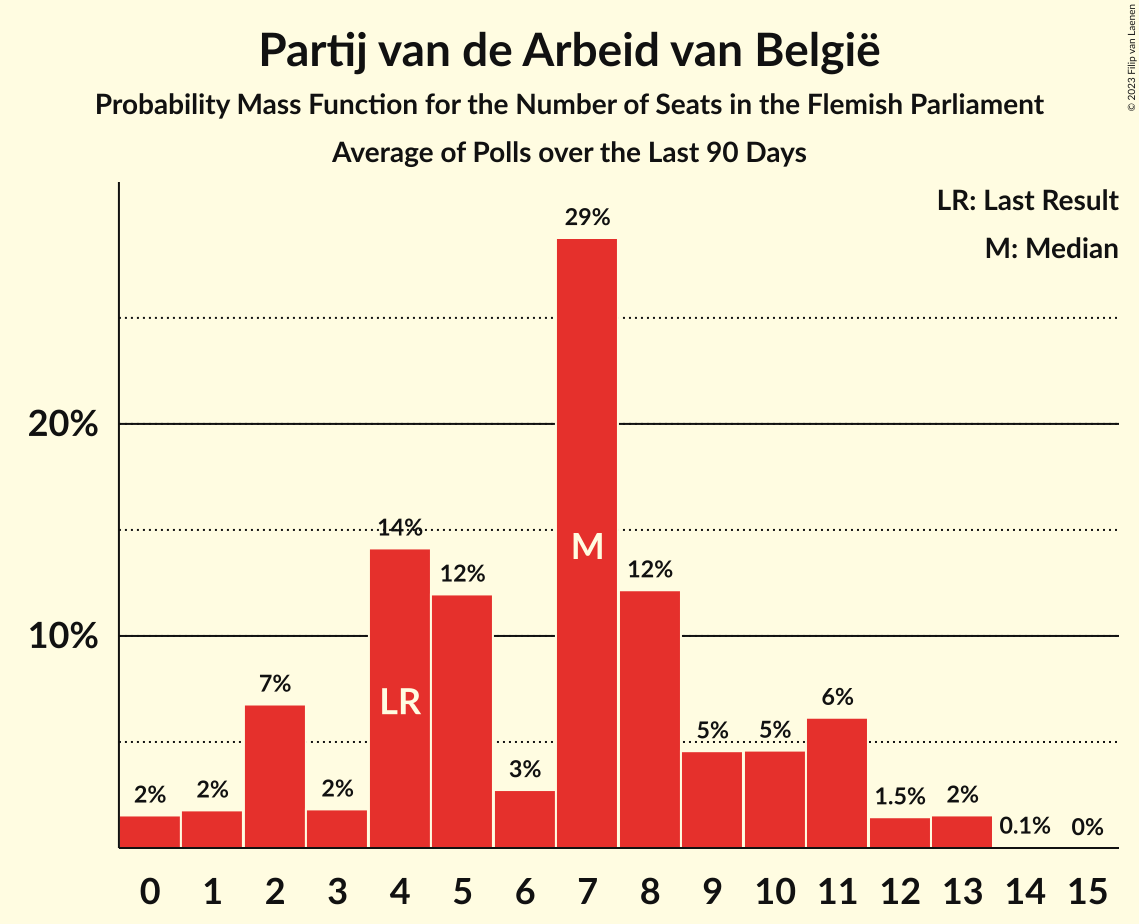 Partij van de Arbeid van België
Probability Mass Function for the Number of Seats in the Flemish Parliament
Average of Polls over the Last 90 Days
© 2023 Filip van Laenen
LR: Last Result
M: Median
29%
20%
14%
12%
12%
M
10%
7%
LR
6%
5%
5%
3%
2%
2%
2%
1.5%
2%
0.1%
0%
0 1 2 3 4 5 6 7 8 9 10 11 12 13 14 15